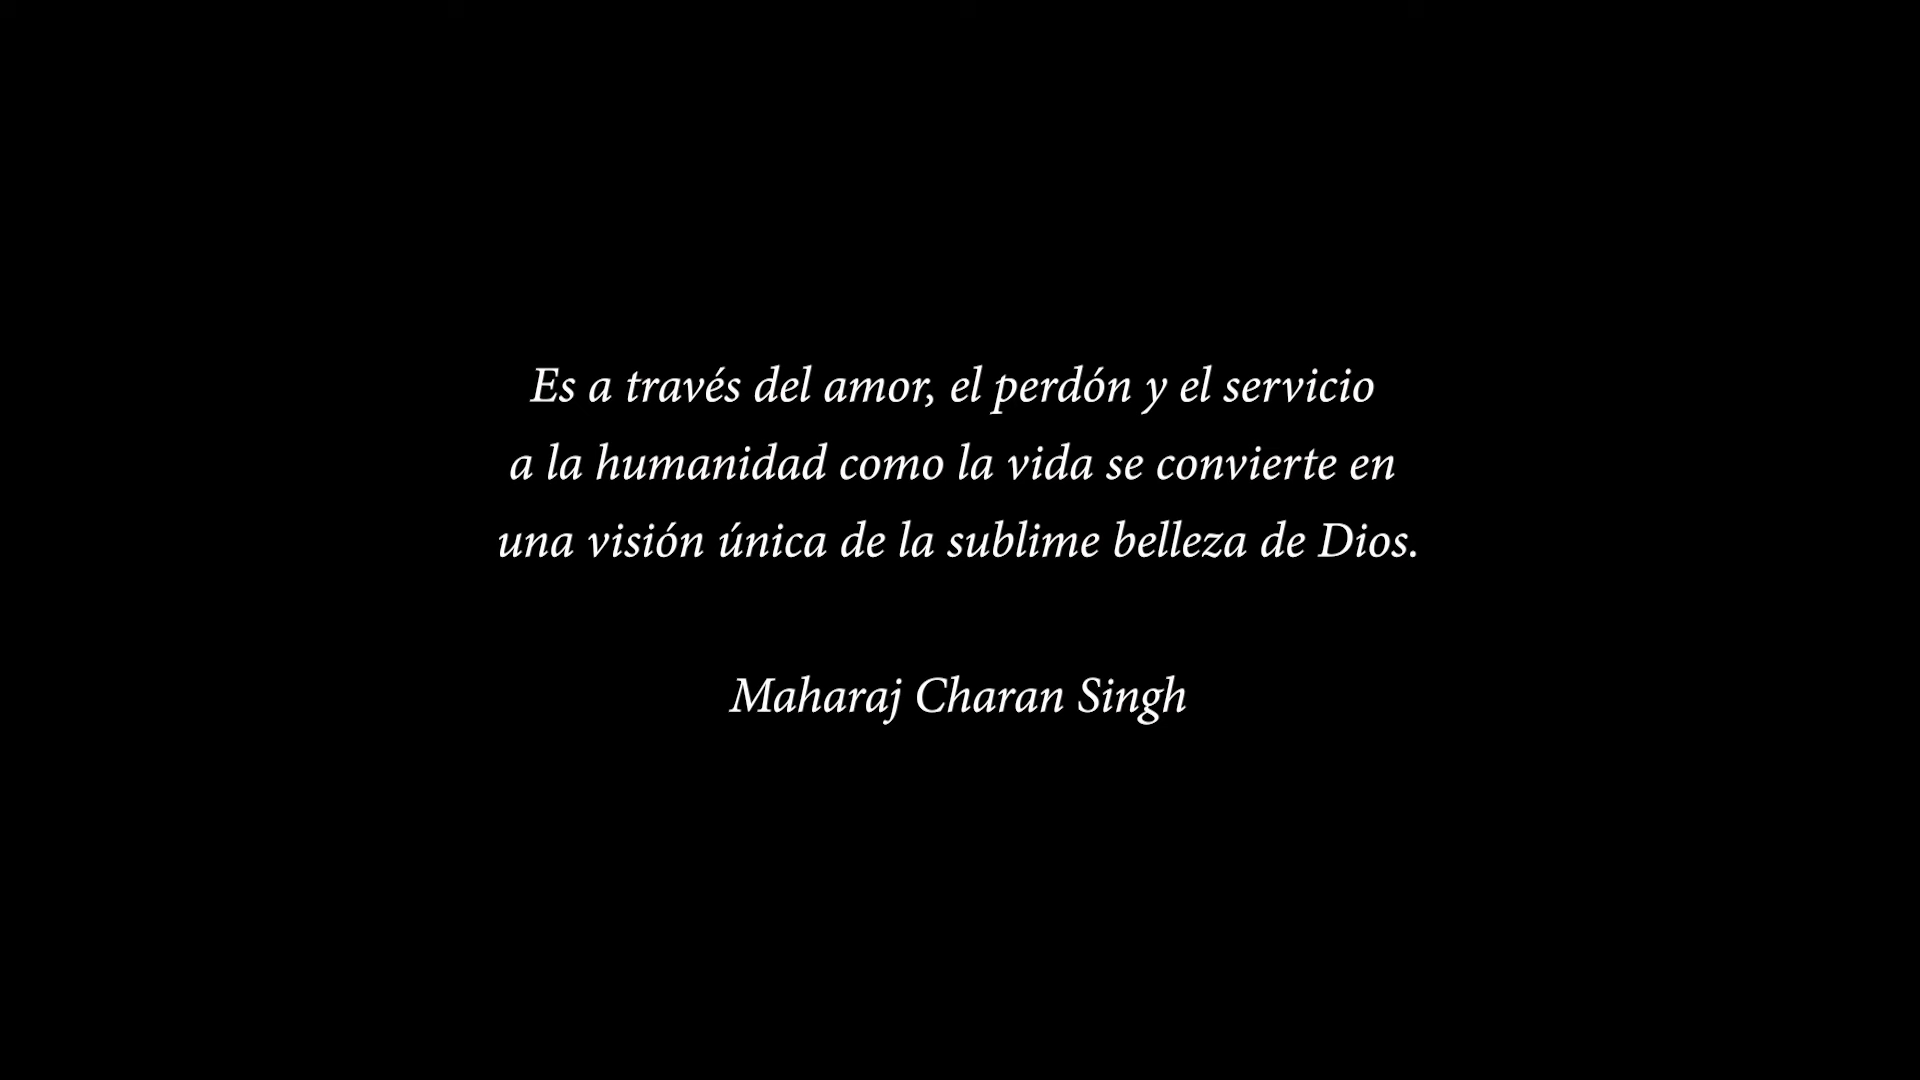 Es a través del amor, el perdón y el servicio
a la humanidad como la vida se convierte en
una visión única de la sublime belleza de Dios.
Maharaj Charan Singh